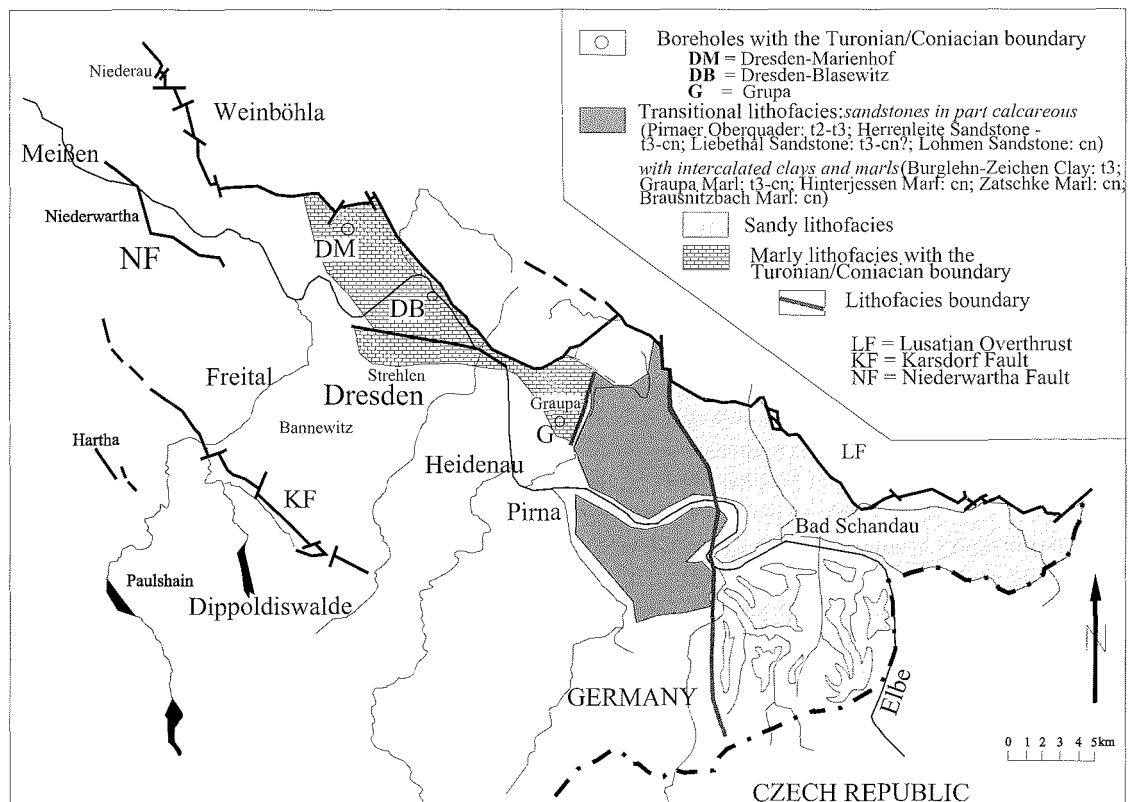 Boreholes with the Turonian/Coniacian boundary
DM = Dresden-Marienhof
DB = Dresden-Blasewitz
G = Grupa
Transitional lithofacies: sandstones in part calcareous
(Pirnaer Oberquader: t2-t3; Herrenleite Sandstone -
t3-cn; Liebethal Sandstone: t3-cn?; Lohmen Sandstone: cn)
with intercalated clays and marls (Burglehn-Zeichen Clay: t3;
Graupa Marl; t3-cn; Hinterjessen Marl: cn; Zatschke Marl: cn;
Brausnitzbach Marl: cn)
Sandy lithofacies
Marly lithofacies with the
Turonian/Coniacian boundary
Lithofacies boundary
LF = Lusatian Overthrust
KF = Karsdorf Fault
NF = Niederwartha Fault
Niederau
Weinböhla
Meißen
Niederwartha
NF
DM
DB
Freital
Strehlen
Dresden
Graupa
Bannewitz
G
Hartha
Heidenau
LF
KF
Pirna
Bad Schandau
Paulshain
Dippoldiswalde
N
GERMANY
Elbe
0 1 2 3 4 5km
CZECH REPUBLIC